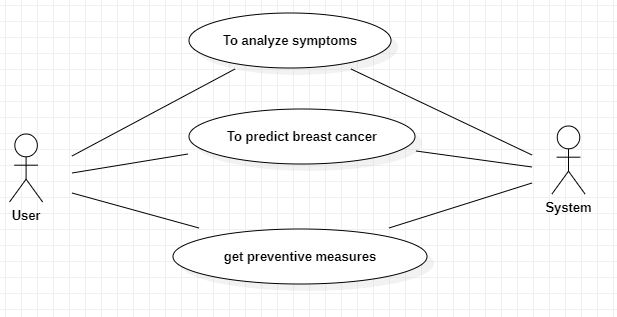 To analyze symptoms
To predict breast cancer
User
System
get preventive measures